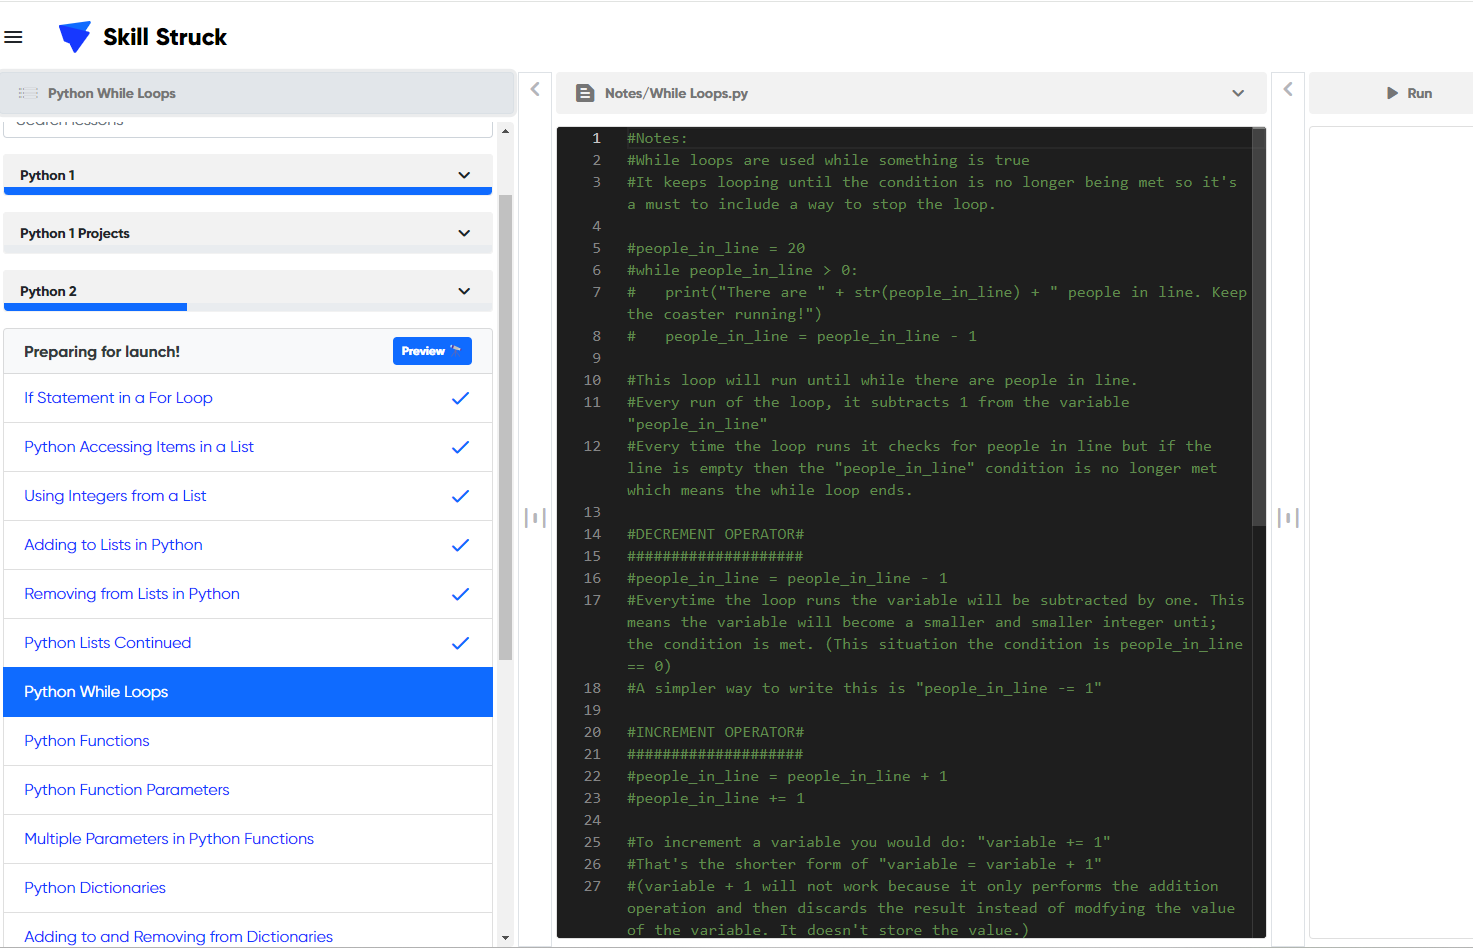 Skill Struck
Python While Loops
Search lessons
Python 1
Python 1 Projects
Python 2
Preparing for launch!
Preview
If Statement in a For Loop
Python Accessing Items in a List
Using Integers from a List
Adding to Lists in Python
Removing from Lists in Python
Python Lists Continued
Python While Loops
Python Functions
Python Function Parameters
Multiple Parameters in Python Functions
Python Dictionaries
Adding to and Removing from Dictionaries
Notes/While Loops.py
1 #Notes:
2 #While loops are used while something is true
3 #It keeps looping until the condition is no longer being met so it's
a must to include a way to stop the loop.
4
5 #people_in_line = 20
6 #while people_in_line > 0:
7 #   print("There are " + str(people_in_line) + " people in line. Keep
the coaster running!")
8 #   people_in_line = people_in_line - 1
9
10 #This loop will run until while there are people in line.
11 #Every run of the loop, it subtracts 1 from the variable
"people_in_line"
12 #Every time the loop runs it checks for people in line but if the
line is empty then the "people_in_line" condition is no longer met
which means the while loop ends.
13
14 #DECREMENT OPERATOR#
15 ####################
16 #people_in_line = people_in_line - 1
17 #Everytime the loop runs the variable will be subtracted by one. This
means the variable will become a smaller and smaller integer unti;
the condition is met. (This situation the condition is people_in_line
== 0)
18 #A simpler way to write this is "people_in_line -= 1"
19
20 #INCREMENT OPERATOR#
21 ####################
22 #people_in_line = people_in_line + 1
23 #people_in_line += 1
24
25 #To increment a variable you would do: "variable += 1"
26 #That's the shorter form of "variable = variable + 1"
27 #(variable + 1 will not work because it only performs the addition
operation and then discards the result instead of modfying the value
of the variable. It doesn't store the value.)
Run